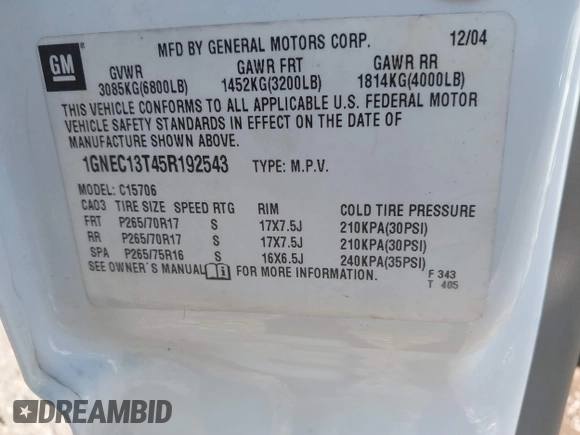 GM
MFD BY GENERAL MOTORS CORP. 12/04
GVWR GAWR FRT GAWR RR
3085KG(6800LB) 1452KG(3200LB) 1814KG(4000LB)
THIS VEHICLE CONFORMS TO ALL APPLICABLE U.S. FEDERAL MOTOR
VEHICLE SAFETY STANDARDS IN EFFECT ON THE DATE OF
MANUFACTURE SHOWN ABOVE.
1GNEC13T45R192543 TYPE: M.P.V.
MODEL: C15706
CA03 TIRE SIZE SPEED RTG RIM COLD TIRE PRESSURE
FRT P265/70R17 S 17X7.5J 210KPA(30PSI)
RR P265/70R17 S 17X7.5J 210KPA(30PSI)
SPA P265/75R16 S 16X6.5J 240KPA(35PSI)
SEE OWNER'S MANUAL FOR MORE INFORMATION.
F 343
T 405
DREAMBID